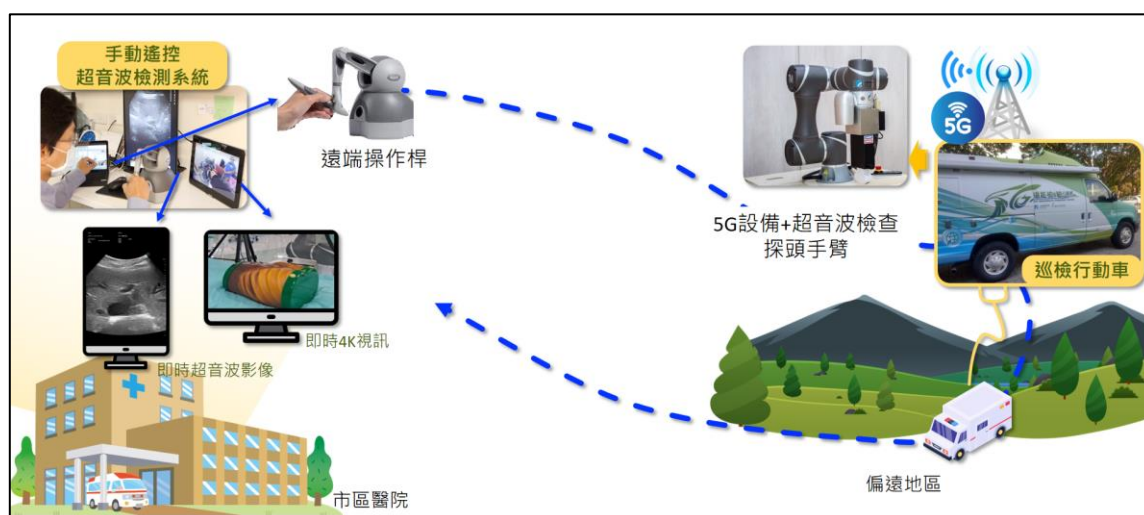 手動遙控
超音波檢測系統
遠端操作桿
5G
5G設備+超音波檢查
探頭手臂
巡檢行動車
即時4K視訊
即時超音波影像
市區醫院
偏遠地區